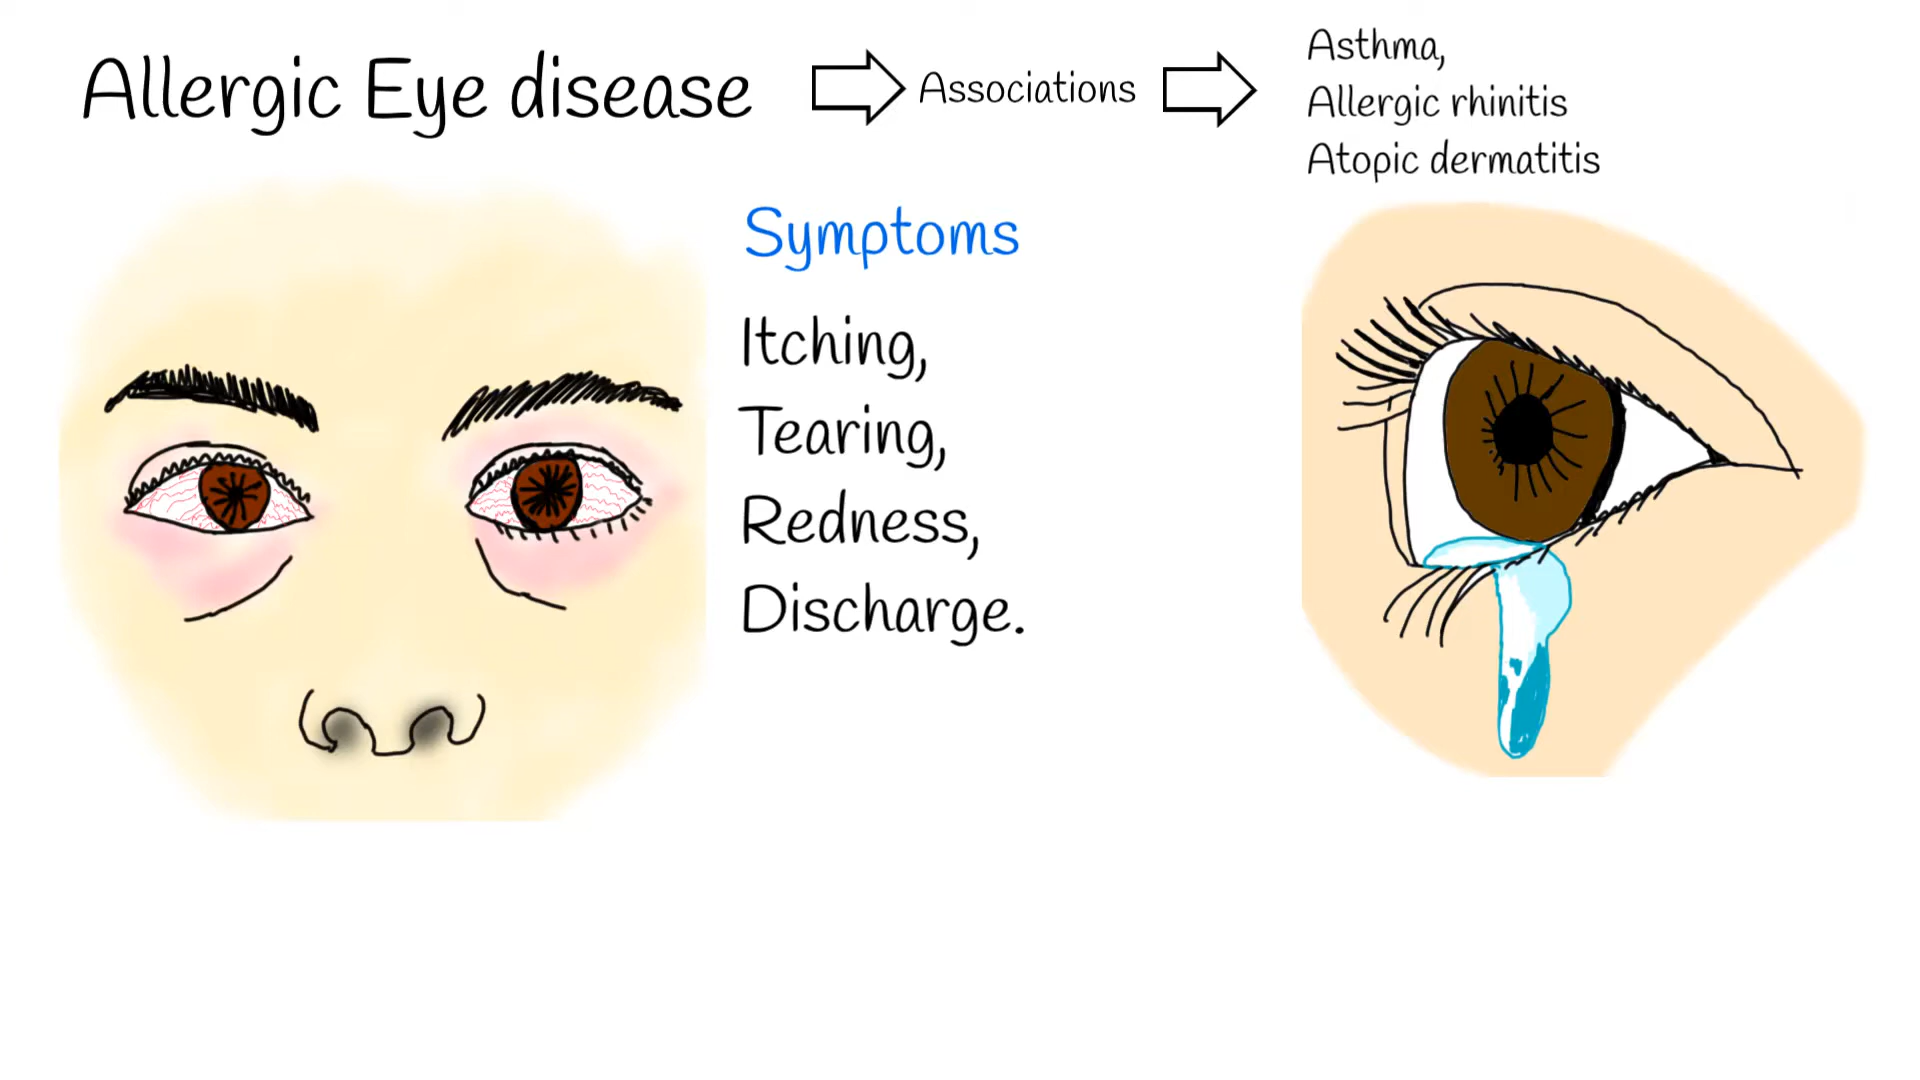 Allergic Eye disease
Associations
Asthma,
Allergic rhinitis
Atopic dermatitis
Symptoms
Itching,
Tearing,
Redness,
Discharge.